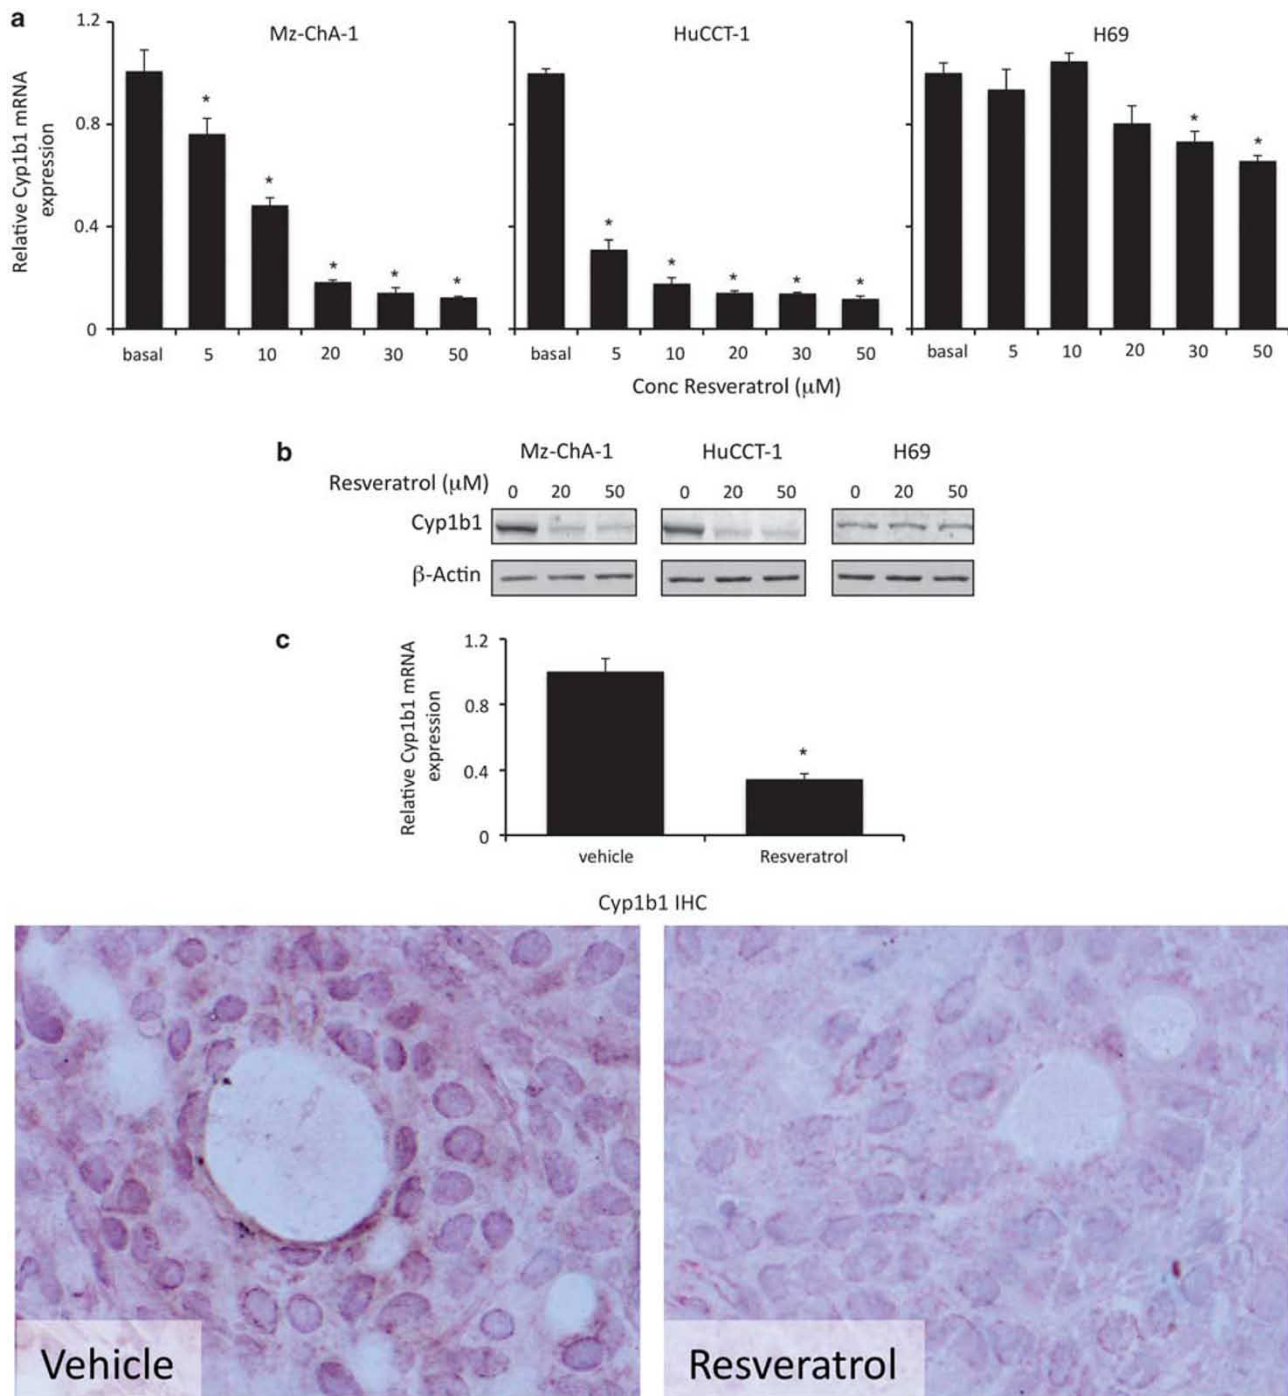 a
Mz-ChA-1
HuCCT-1
H69
Relative Cyp1b1 mRNA
expression
1.2
0.8
0.4
0
*
*
*
*
*
*
*
*
*
*
*
*
basal 5 10 20 30 50
basal 5 10 20 30 50
basal 5 10 20 30 50
Conc Resveratrol (μM)
b
Mz-ChA-1 HuCCT-1 H69
Resveratrol (μM) 0 20 50 0 20 50 0 20 50
Cyp1b1
β-Actin
c
Relative Cyp1b1 mRNA
expression
1.2
0.8
0.4
0
*
vehicle Resveratrol
Cyp1b1 IHC
Vehicle
Resveratrol